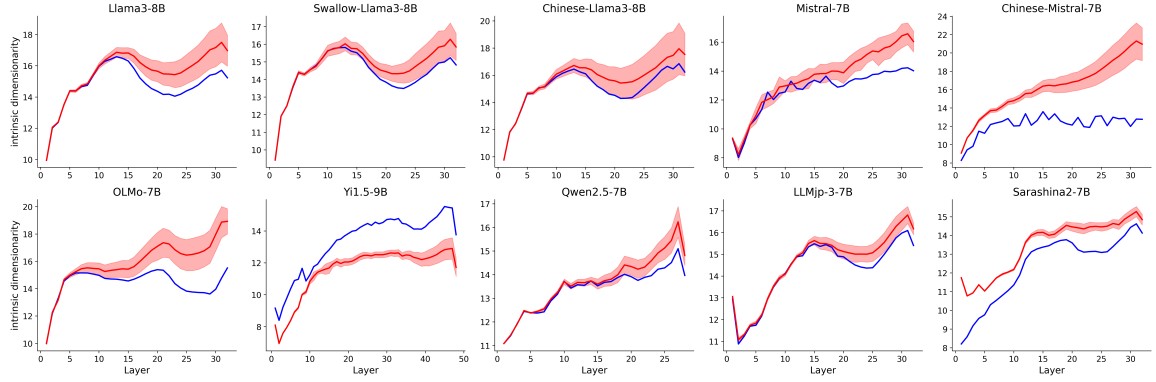 Llama3-8B
Swallow-Llama3-8B
Chinese-Llama3-8B
Mistral-7B
Chinese-Mistral-7B
intrinsic dimensionality
18
16
14
12
10
0 5 10 15 20 25 30
17
16
15
14
13
12
11
10
0 5 10 15 20 25 30
20
18
16
14
12
10
0 5 10 15 20 25 30
16
14
12
10
8
0 5 10 15 20 25 30
24
22
20
18
16
14
12
10
8
0 5 10 15 20 25 30
OLMo-7B
Yi1.5-9B
Qwen2.5-7B
LLMjp-3-7B
Sarashina2-7B
intrinsic dimensionality
20
18
16
14
12
10
0 5 10 15 20 25 30
Layer
14
12
10
8
0 10 20 30 40 50
Layer
17
16
15
14
13
12
11
0 5 10 15 20 25
Layer
17
16
15
14
13
12
11
0 5 10 15 20 25 30
Layer
15
14
13
12
11
10
9
8
0 5 10 15 20 25 30
Layer